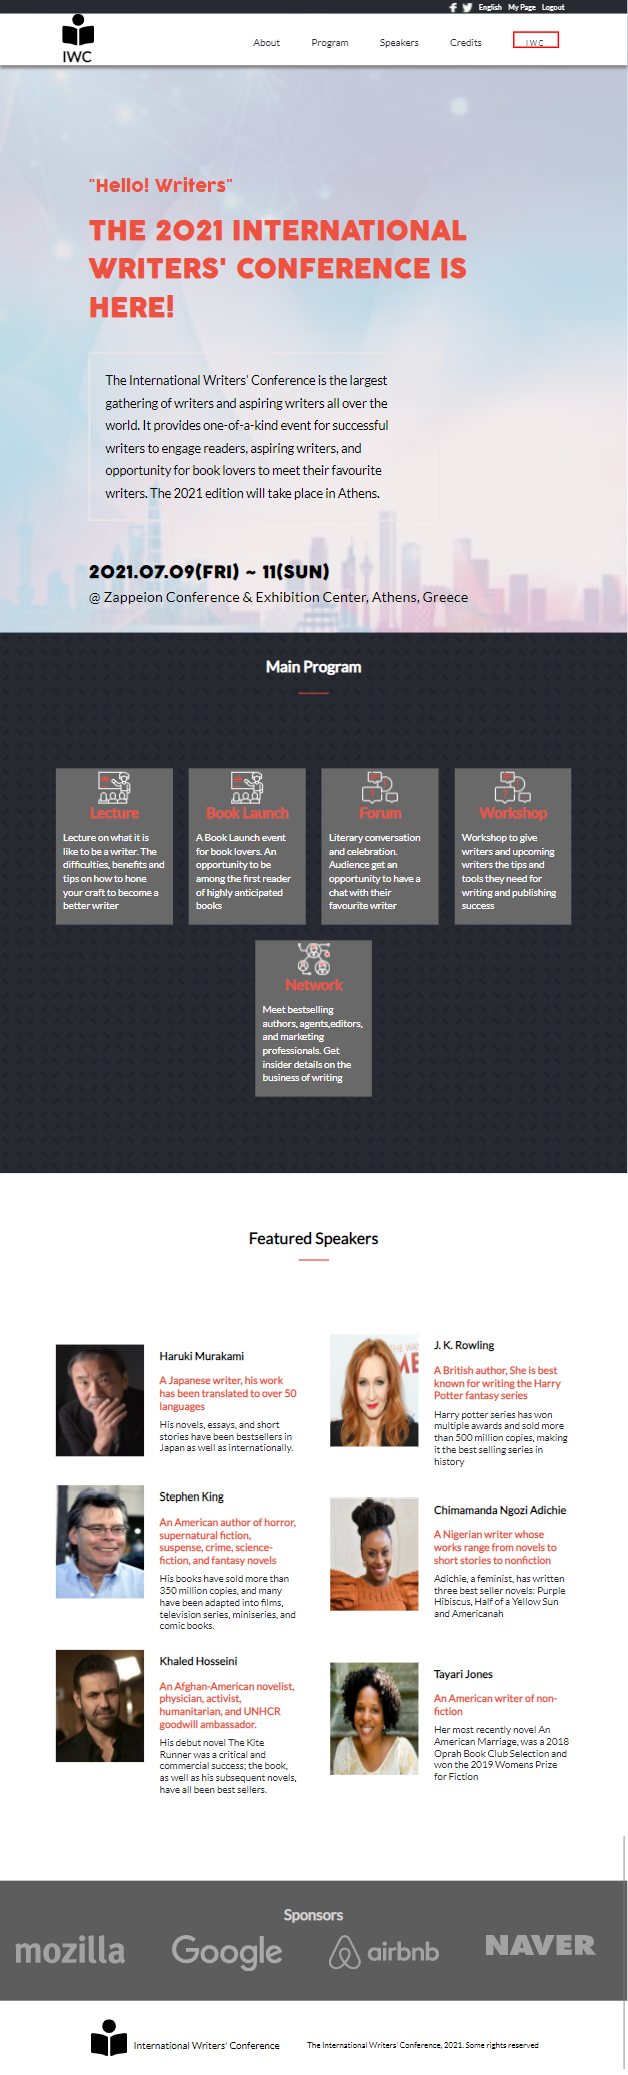 English My Page Logout
IWC
About Program Speakers Credits IWC
"Hello! Writers"
THE 2021 INTERNATIONAL
WRITERS' CONFERENCE IS
HERE!
The International Writers' Conference is the largest
gathering of writers and aspiring writers all over the
world. It provides one-of-a-kind event for successful
writers to engage readers, aspiring writers, and
opportunity for book lovers to meet their favourite
writers. The 2021 edition will take place in Athens.
2021.07.09(FRI) ~ 11(SUN)
@ Zappeion Conference & Exhibition Center, Athens, Greece
Main Program
Lecture
Lecture on what it is
like to be a writer. The
difficulties, benefits and
tips on how to hone
your craft to become a
better writer
Book Launch
A Book Launch event
for book lovers. An
opportunity to be
among the first reader
of highly anticipated
books
Forum
Literary conversation
and celebration.
Audience get an
opportunity to have a
chat with their
favourite writer
Workshop
Workshop to give
writers and upcoming
writers the tips and
tools they need for
writing and publishing
success
Network
Meet bestselling
authors, agents,editors,
and marketing
professionals. Get
insider details on the
business of writing
Featured Speakers
Haruki Murakami
A Japanese writer, his work
has been translated to over 50
languages
His novels, essays, and short
stories have been bestsellers in
Japan as well as internationally.
J. K. Rowling
A British author, She is best
known for writing the Harry
Potter fantasy series
Harry potter series has won
multiple awards and sold more
than 500 million copies, making
it the best selling series in
history
Stephen King
An American author of horror,
supernatural fiction,
suspense, crime, science-
fiction, and fantasy novels
His books have sold more than
350 million copies, and many
have been adapted into films,
television series, miniseries, and
comic books.
Chimamanda Ngozi Adichie
A Nigerian writer whose
works range from novels to
short stories to nonfiction
Adichie, a feminist, has written
three best seller novels: Purple
Hibiscus, Half of a Yellow Sun
and Americanah
Khaled Hosseini
An Afghan-American novelist,
physician, activist,
humanitarian, and UNHCR
goodwill ambassador.
His debut novel The Kite
Runner was a critical and
commercial success; the book,
as well as his subsequent novels,
have all been best sellers.
Tayari Jones
An American writer of non-
fiction
Her most recently novel An
American Marriage, was a 2018
Oprah Book Club Selection and
won the 2019 Womens Prize
for Fiction
Sponsors
mozilla Google airbnb NAVER
International Writers' Conference
The International Writers' Conference, 2021. Some rights reserved